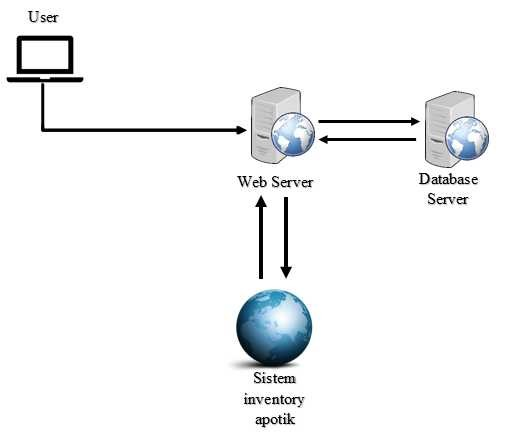 User
Web Server
Database
Server
Sistem
inventory
apotik